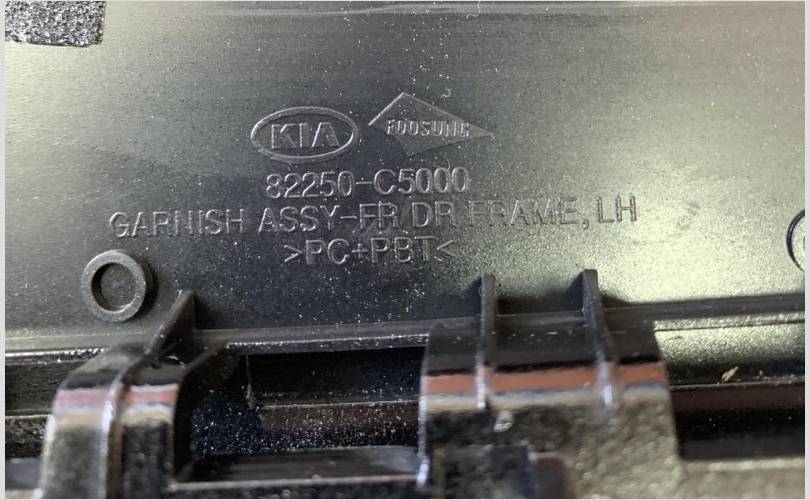 KIA FOOSUNG
82250-C5000
GARNISH ASSY-FR DR FRAME, LH
>PC+PBT<